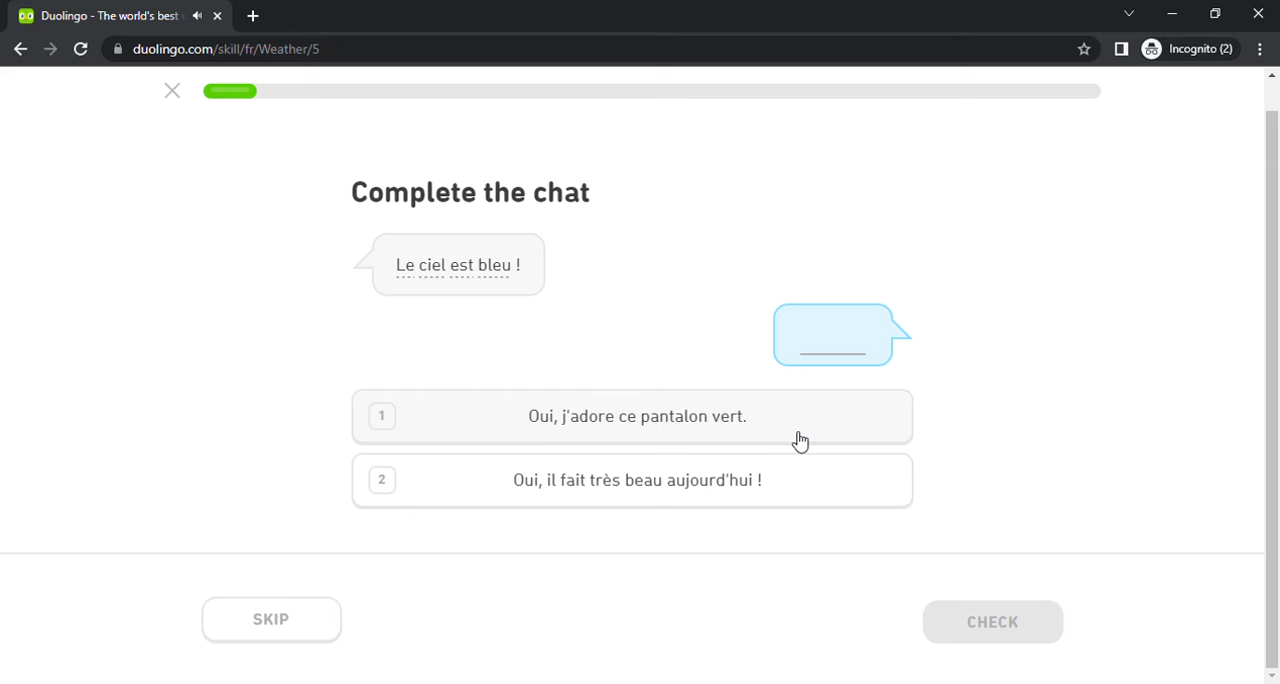 Duolingo - The world's best
duolingo.com/skill/fr/Weather/5
Incognito (2)
Complete the chat
Le ciel est bleu !
1 Oui, j'adore ce pantalon vert.
2 Oui, il fait très beau aujourd'hui !
SKIP
CHECK